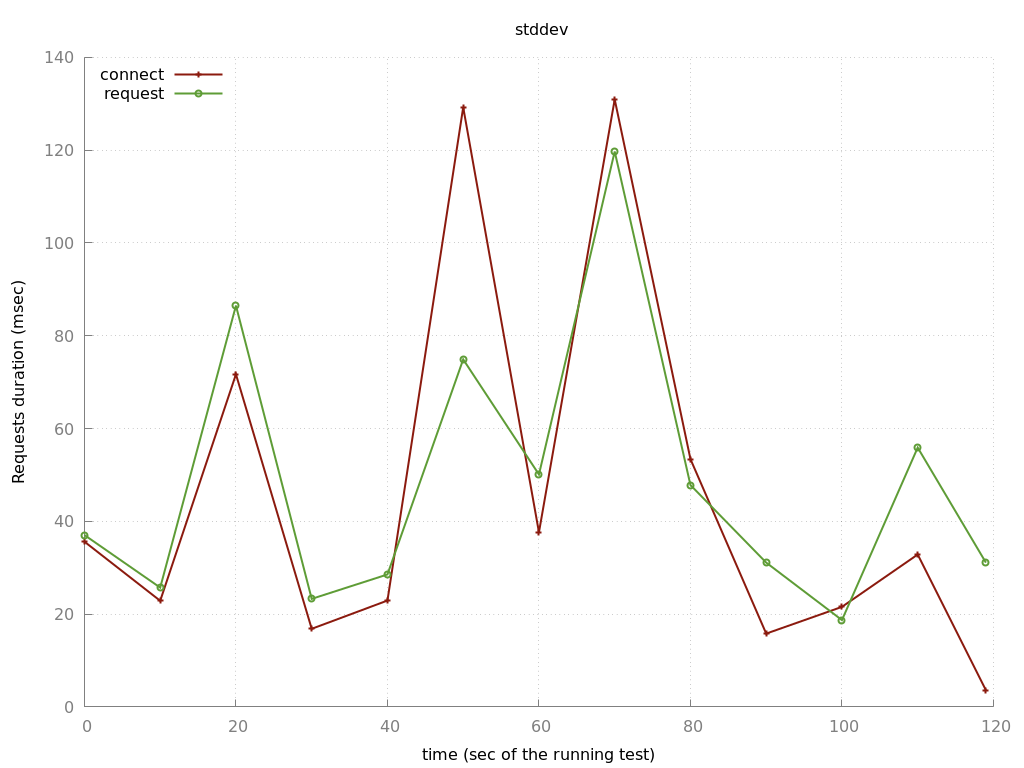 stddev
140
120
100
80
60
40
20
0
connect
request
Requests duration (msec)
0 20 40 60 80 100 120
time (sec of the running test)